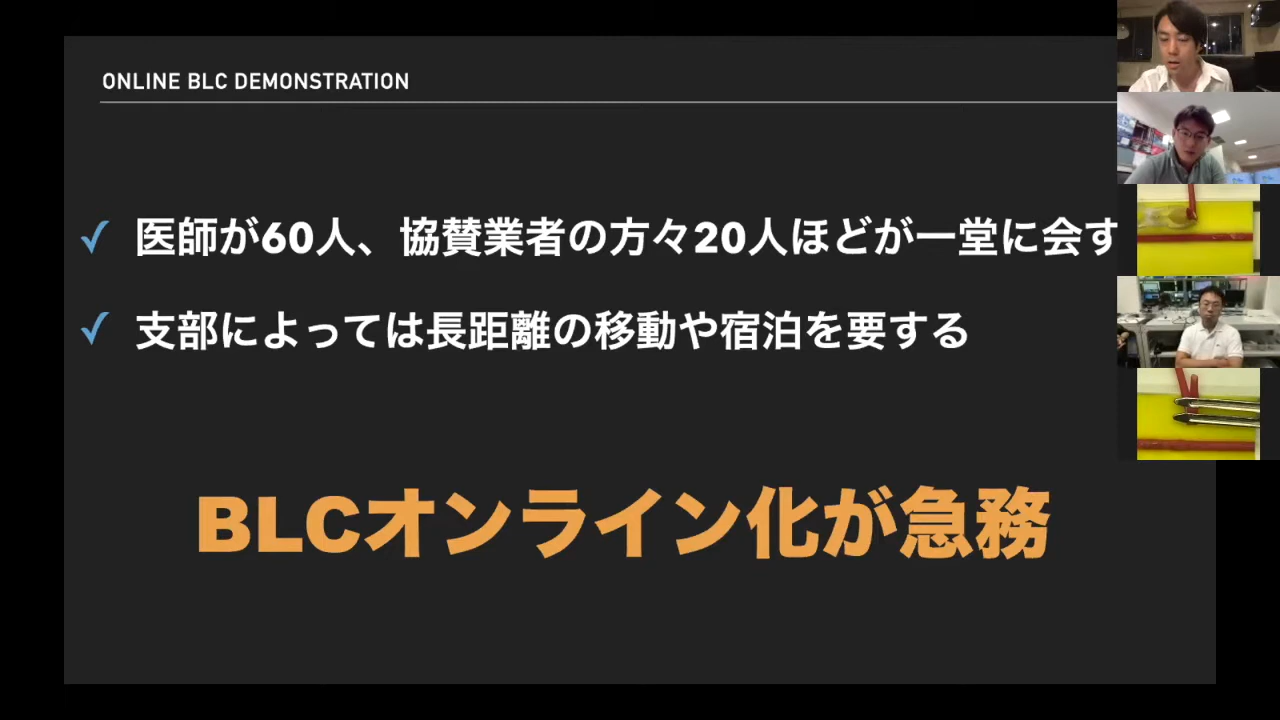 ONLINE BLC DEMONSTRATION
医師が60人、協賛業者の方々20人ほどが一堂に会す
支部によっては長距離の移動や宿泊を要する
BLCオンライン化が急務